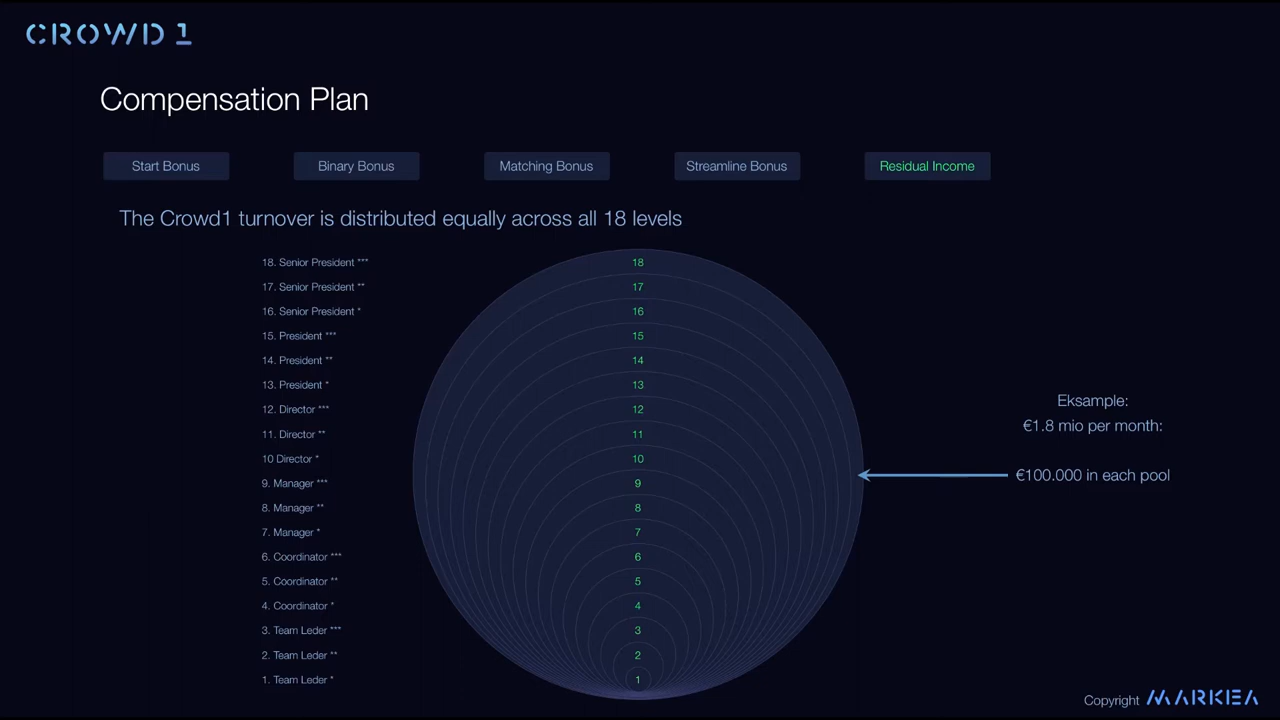 CROWD1
Compensation Plan
Start Bonus
Binary Bonus
Matching Bonus
Streamline Bonus
Residual Income
The Crowd1 turnover is distributed equally across all 18 levels
18. Senior President ***
18
17. Senior President **
17
16. Senior President *
16
15. President ***
15
14. President **
14
13. President *
13
12. Director ***
12
11. Director **
11
10 Director *
10
9. Manager ***
9
8. Manager **
8
7. Manager *
7
6. Coordinator ***
6
5. Coordinator **
5
4. Coordinator *
4
3. Team Leder ***
3
2. Team Leder **
2
1. Team Leder *
1
Eksample:
€1.8 mio per month:
€100.000 in each pool
Copyright MARKEA